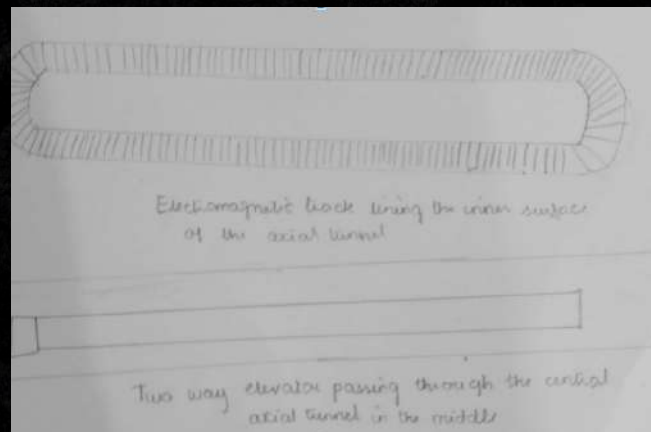 Electromagnetic track lining the inner surface
of the axial tunnel
Two way elevator passing through the central
axial tunnel in the middle